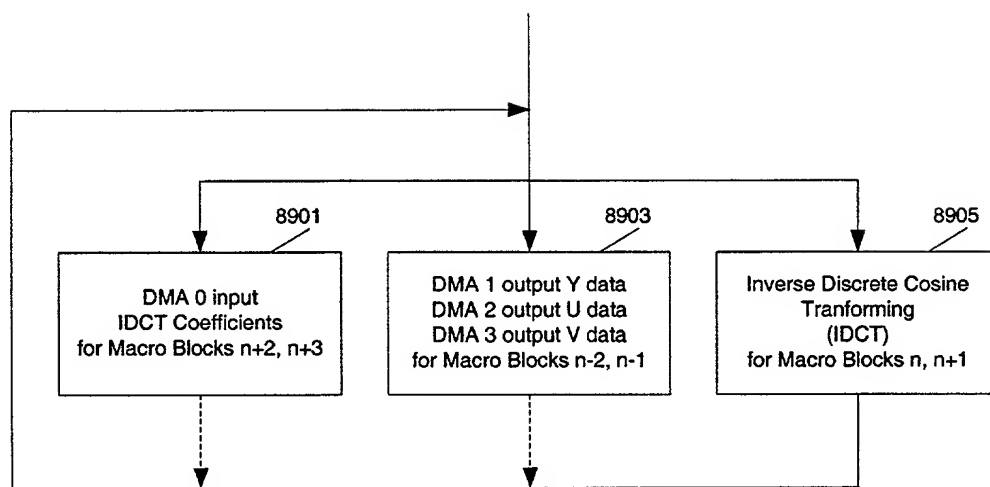 8901
8903
8905
DMA 0 input
IDCT Coefficients
for Macro Blocks n+2, n+3
DMA 1 output Y data
DMA 2 output U data
DMA 3 output V data
for Macro Blocks n-2, n-1
Inverse Discrete Cosine
Tranforming
(IDCT)
for Macro Blocks n, n+1